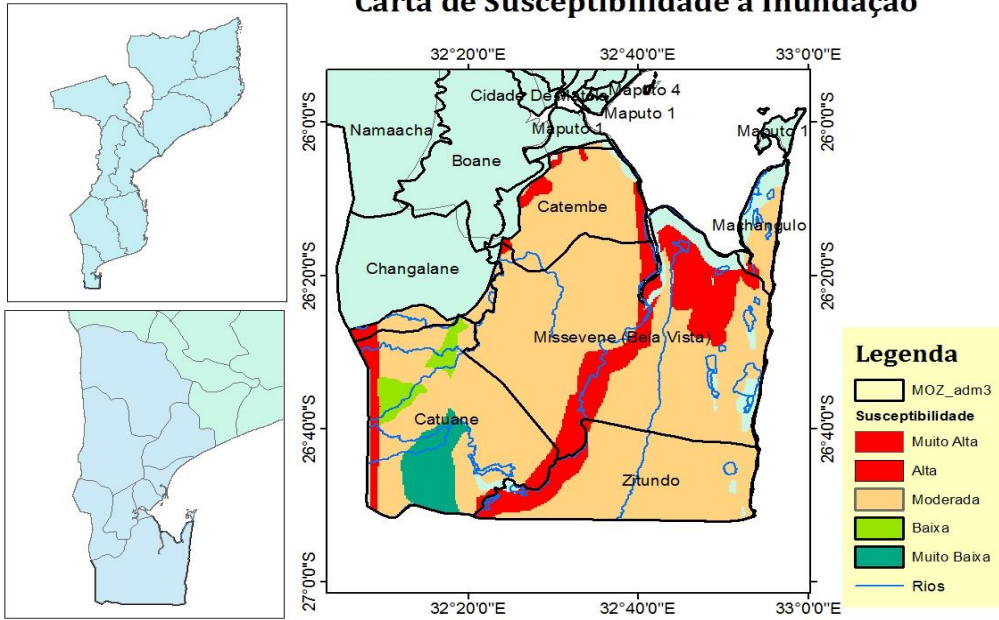 Carta de Susceptibilidade a Inundação
32°20'0"E
32°40'0"E
33°0'0"E
26°0'0"S
26°20'0"S
26°40'0"S
27°0'0"S
Cidade De Matola
Maputo 4
Maputo 1
Maputo 1
Maputo 1
Namaacha
Boane
Catembe
Machangulo
Changalane
Missevene (Bela Vista)
Catuane
Zitundo
26°0'0"S
26°20'0"S
26°40'0"S
27°0'0"S
32°20'0"E
32°40'0"E
33°0'0"E
Legenda
MOZ_adm3
Susceptibilidade
Muito Alta
Alta
Moderada
Baixa
Muito Baixa
Rios